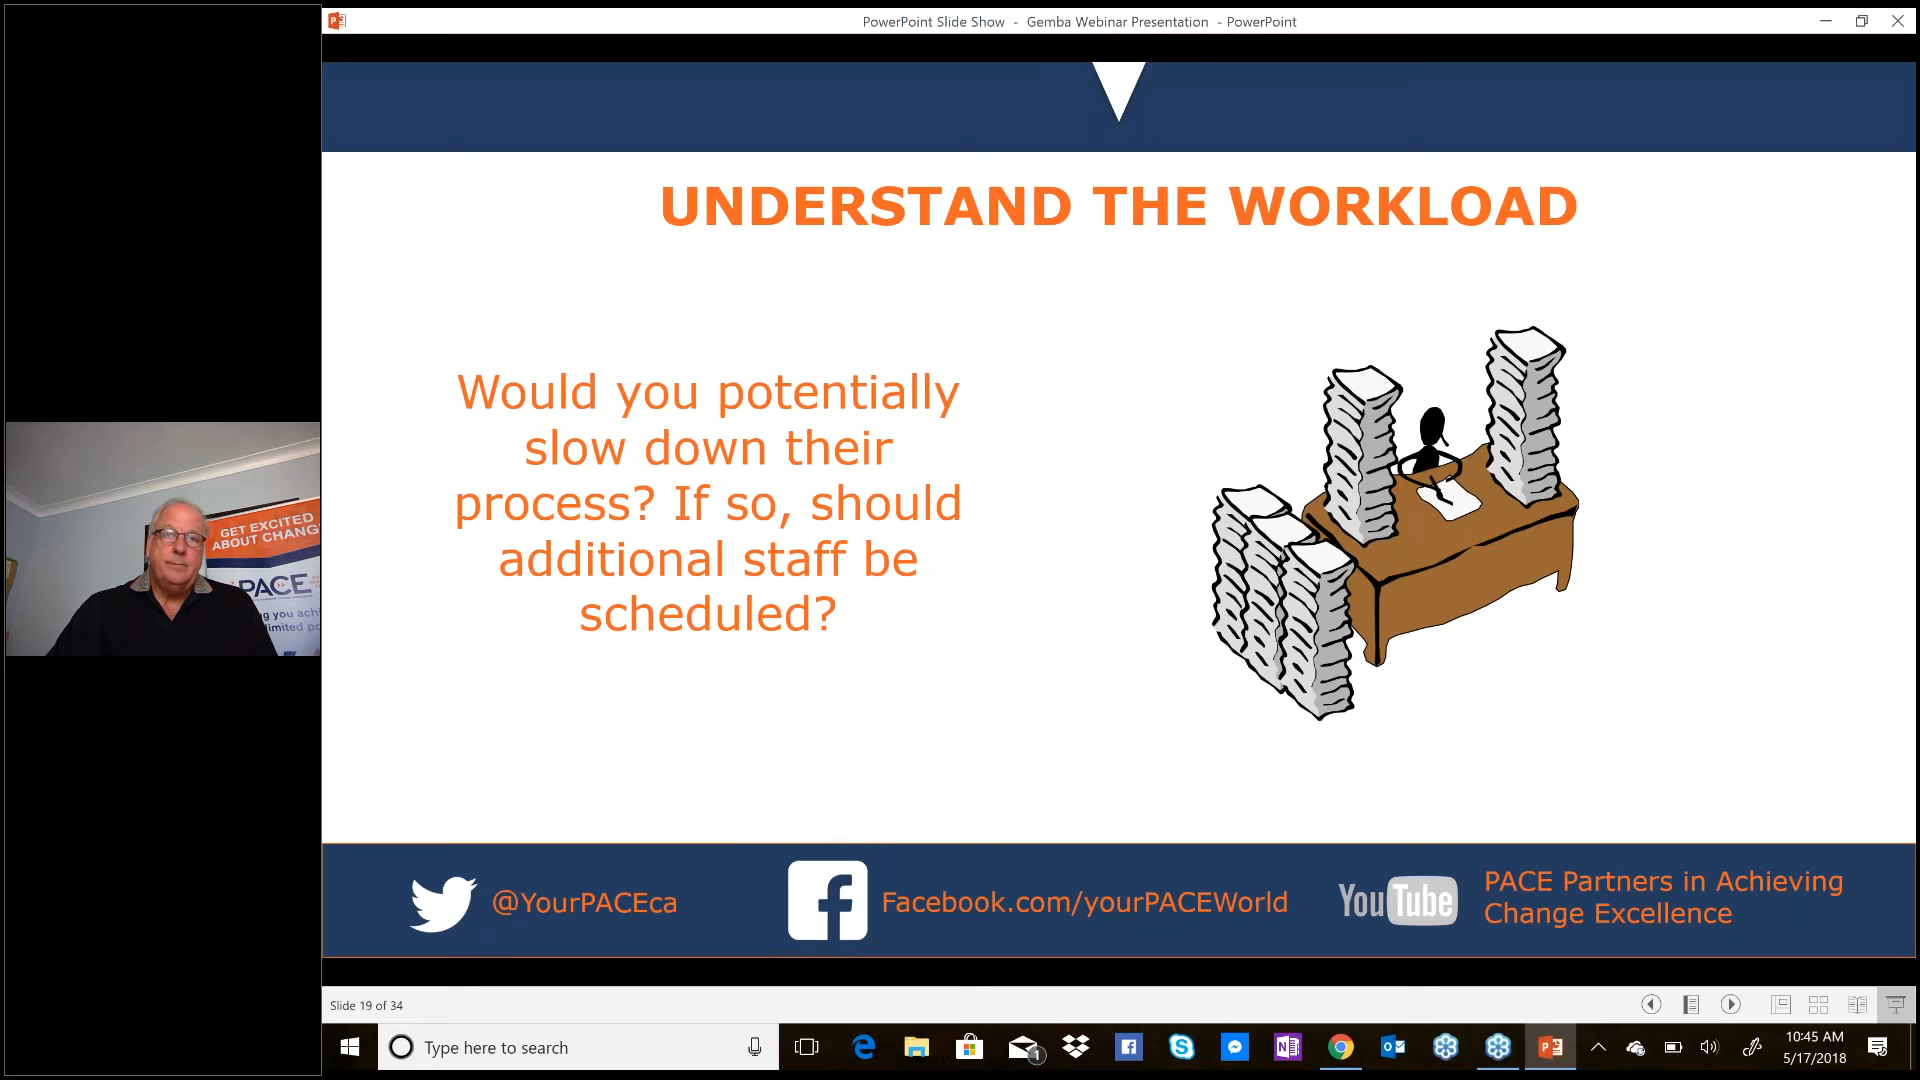 PowerPoint Slide Show - Gemba Webinar Presentation - PowerPoint
UNDERSTAND THE WORKLOAD
Would you potentially
slow down their
process? If so, should
additional staff be
scheduled?
GET EXCITED
ABOUT CHANG
PACE
@YourPACEca
Facebook.com/yourPACEWorld
YouTube
PACE Partners in Achieving
Change Excellence
Slide 19 of 34
Type here to search
1
10:45 AM
5/17/2018